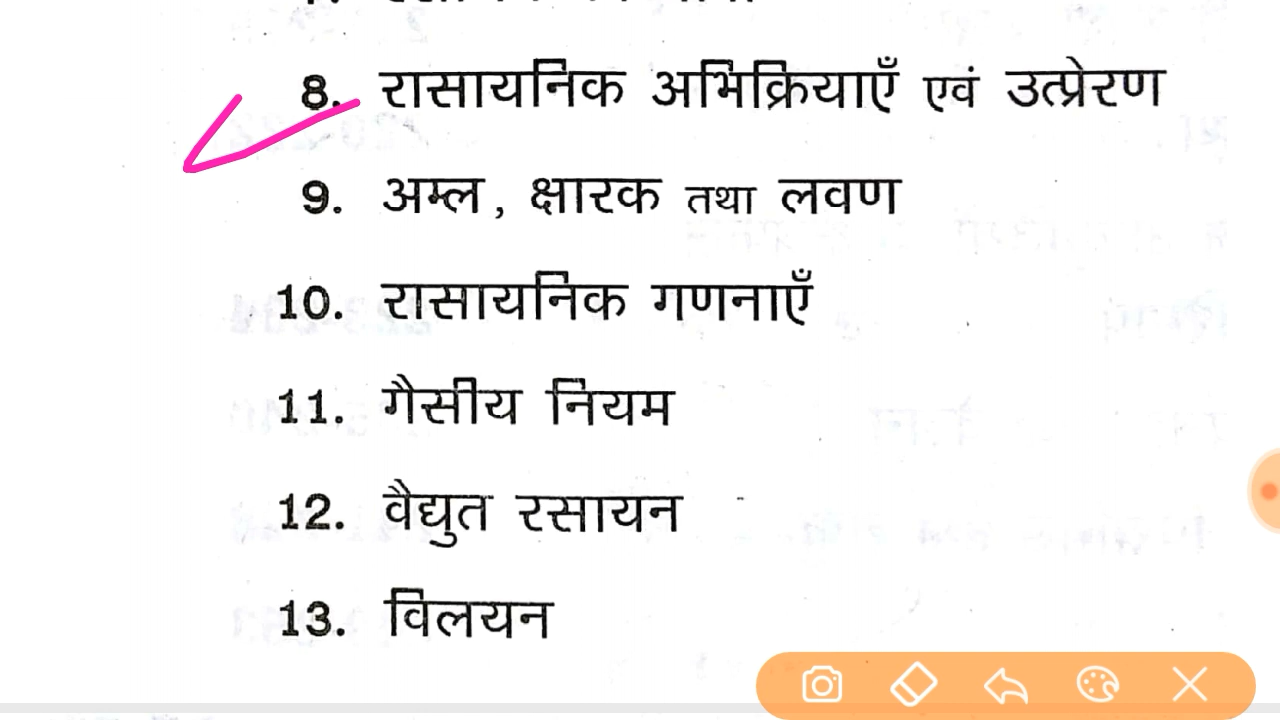 8. रासायनिक अभिक्रियाएँ एवं उत्प्रेरण
9. अम्ल, क्षारक तथा लवण
10. रासायनिक गणनाएँ
11. गैसीय नियम
12. वैद्युत रसायन
13. विलयन